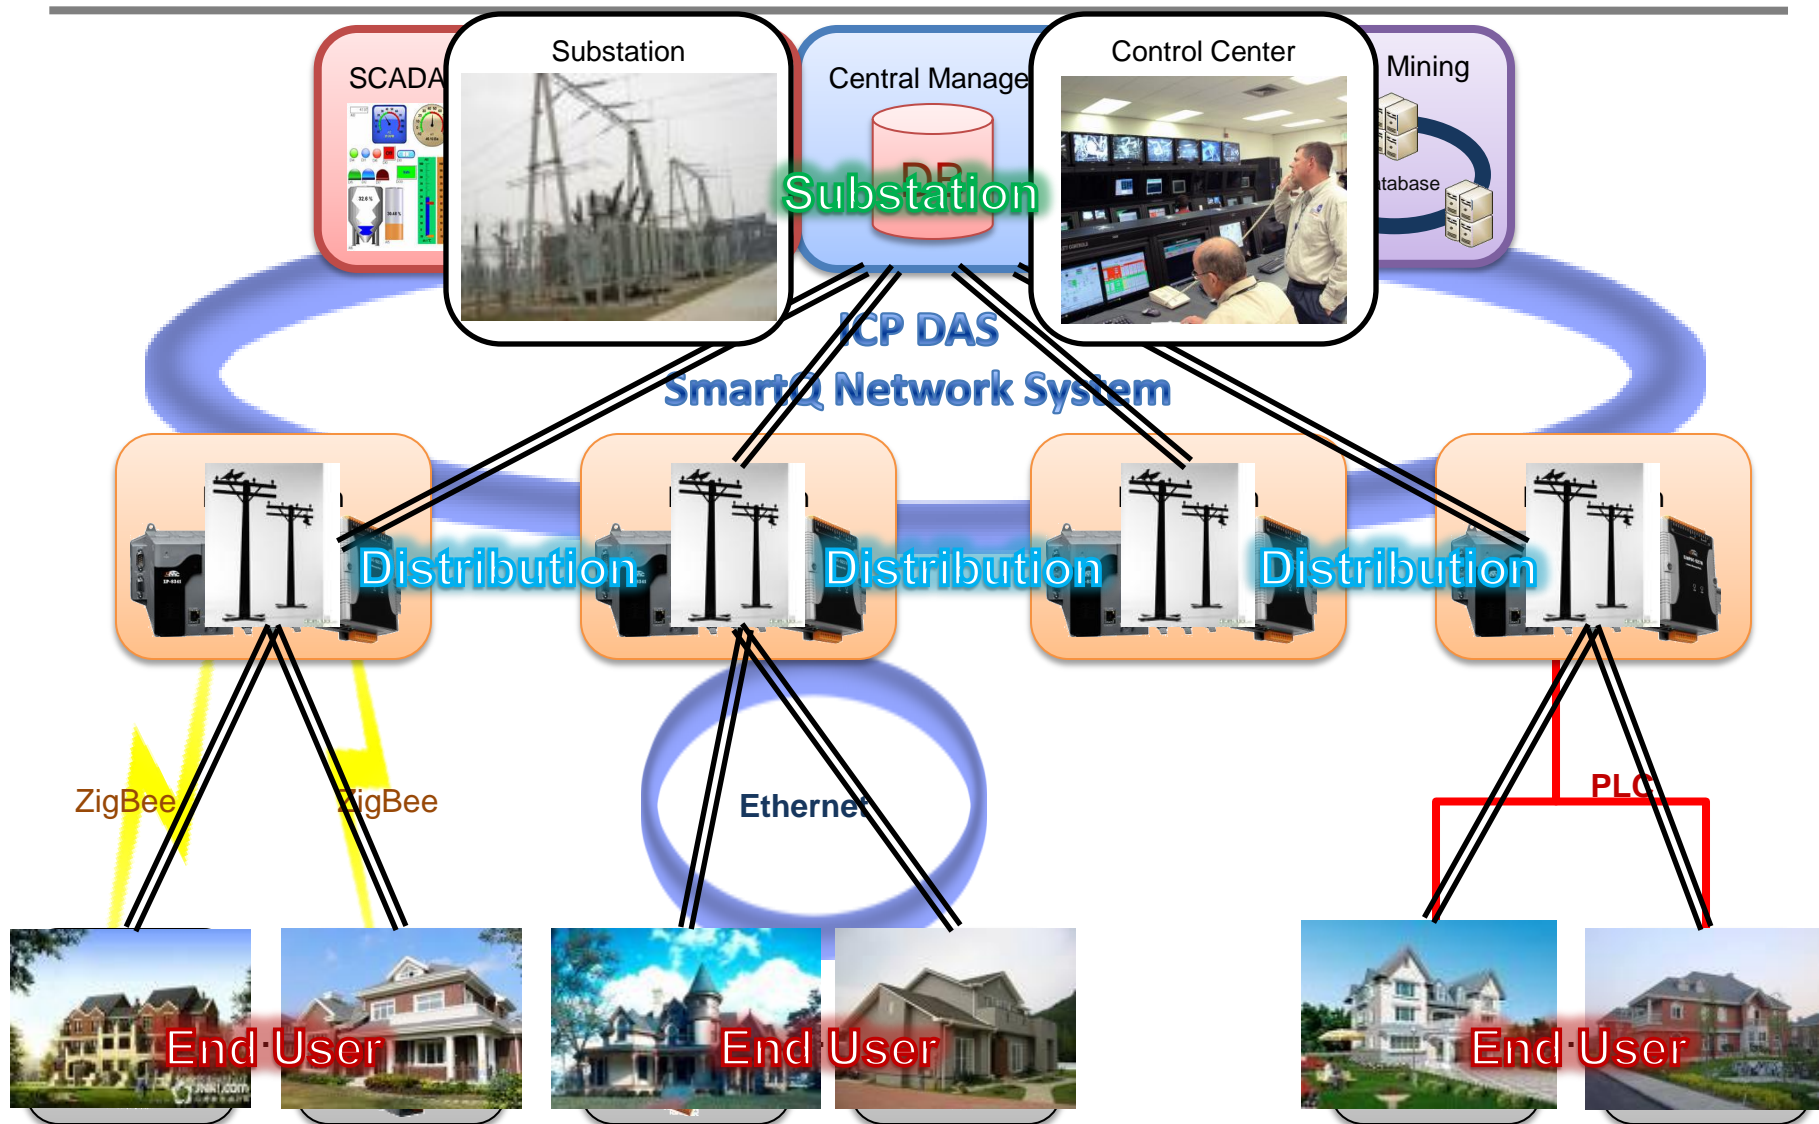 Substation
Control Center
SCADA
Central Manage
Mining
DB
Substation
atabase
ICP DAS
SmartQ Network System
Distribution
Distribution
Distribution
ZigBee
ZigBee
Ethernet
PLC
End User
End User
End User